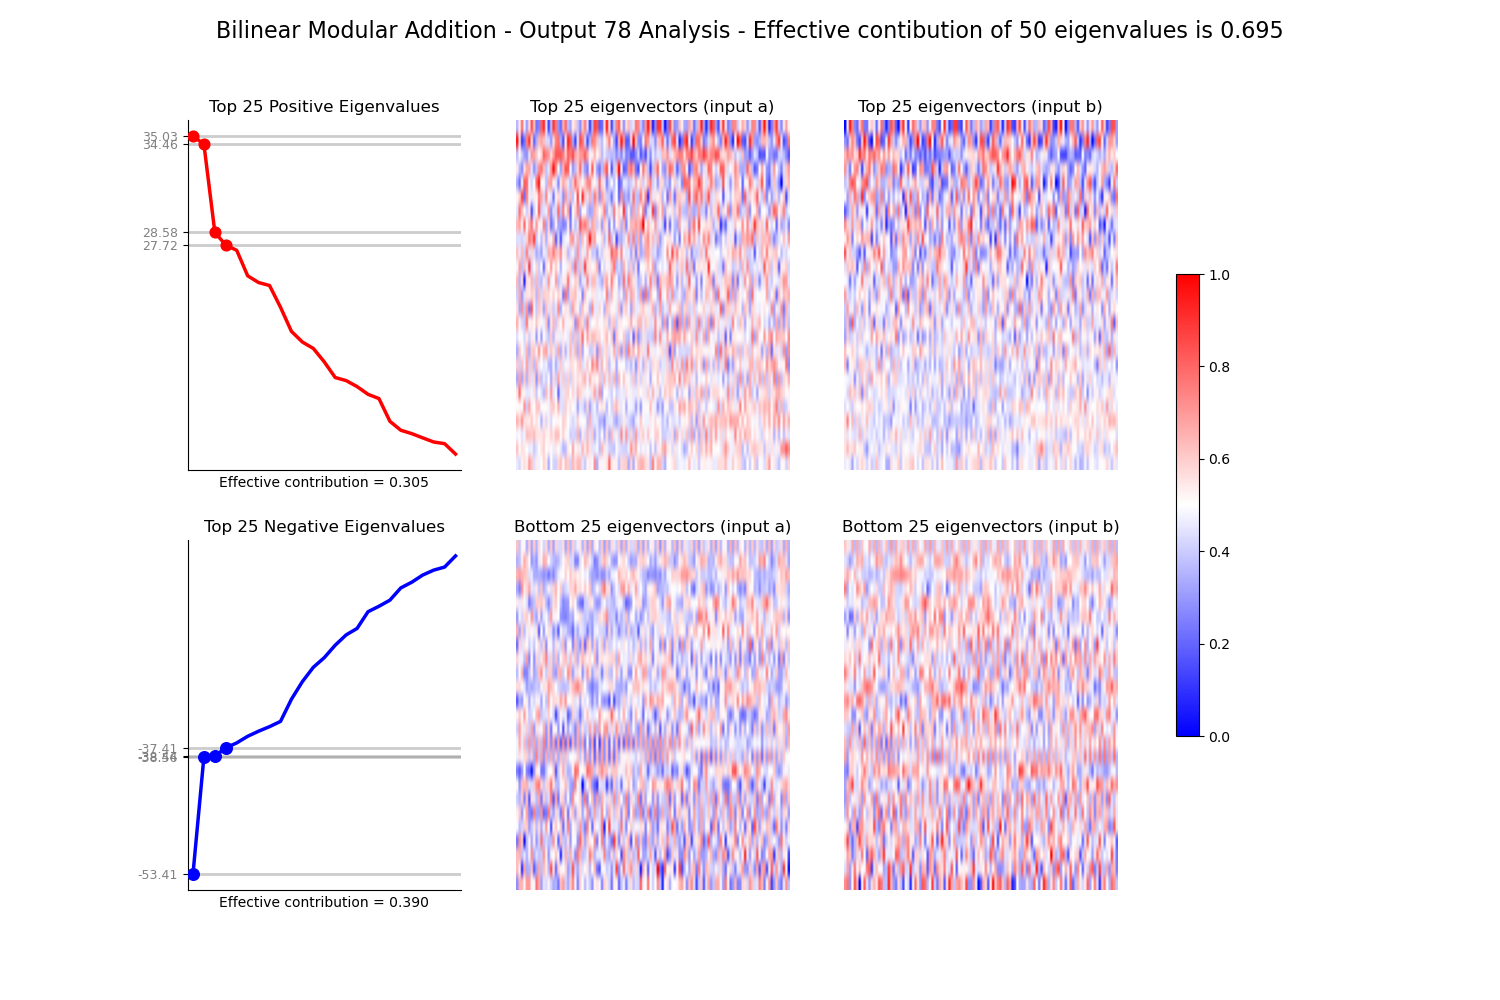 Bilinear Modular Addition - Output 78 Analysis - Effective contibution of 50 eigenvalues is 0.695
Top 25 Positive Eigenvalues
35.03
34.46
28.58
27.72
Effective contribution = 0.305
Top 25 eigenvectors (input a)
Top 25 eigenvectors (input b)
Top 25 Negative Eigenvalues
-37.41
-38.56
-53.41
Effective contribution = 0.390
Bottom 25 eigenvectors (input a)
Bottom 25 eigenvectors (input b)
1.0
0.8
0.6
0.4
0.2
0.0